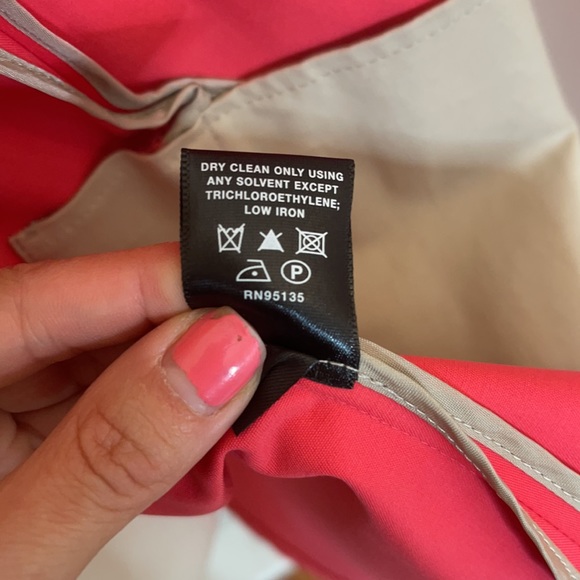 DRY CLEAN ONLY USING
ANY SOLVENT EXCEPT
TRICHLOROETHYLENE;
LOW IRON
P
RN95135